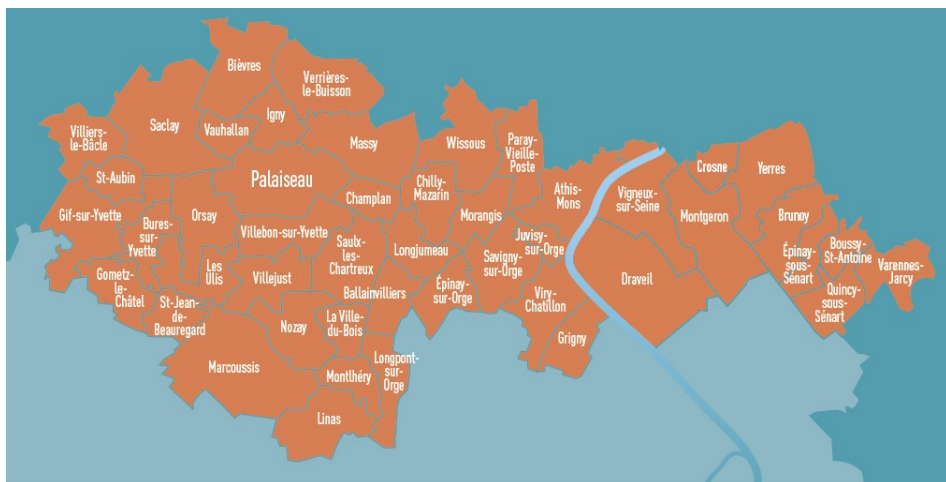 Bièvres
Verrières-
le-Buisson
Villiers-
le-Bâcle
Saclay
Vauhallan
Igny
Massy
Wissous
Paray-
Vieille-
Poste
Crosne
Yerres
St-Aubin
Palaiseau
Champlan
Chilly-
Mazarin
Athis-
Mons
Vigneux-
sur-Seine
Montgeron
Gif-sur-Yvette
Bures-
sur-
Yvette
Orsay
Villebon-sur-Yvette
Saulx-
les-
Chartreux
Longjumeau
Morangis
Savigny-
sur-Orge
Juvisy-
sur-Orge
Draveil
Brunoy
Épinay-
sous-
Sénart
Boussy-
St-Antoine
Varennes-
Jarcy
Quincy-
sous-
Sénart
Gometz-
le-
Châtel
Les
Ulis
Villejust
Ballainvilliers
Épinay-
sur-Orge
Viry-
Chatillon
Grigny
St-Jean-
de-
Beauregard
Nozay
La Ville-
du-Bois
Marcoussis
Montlhéry
Longpont-
sur-
Orge
Linas